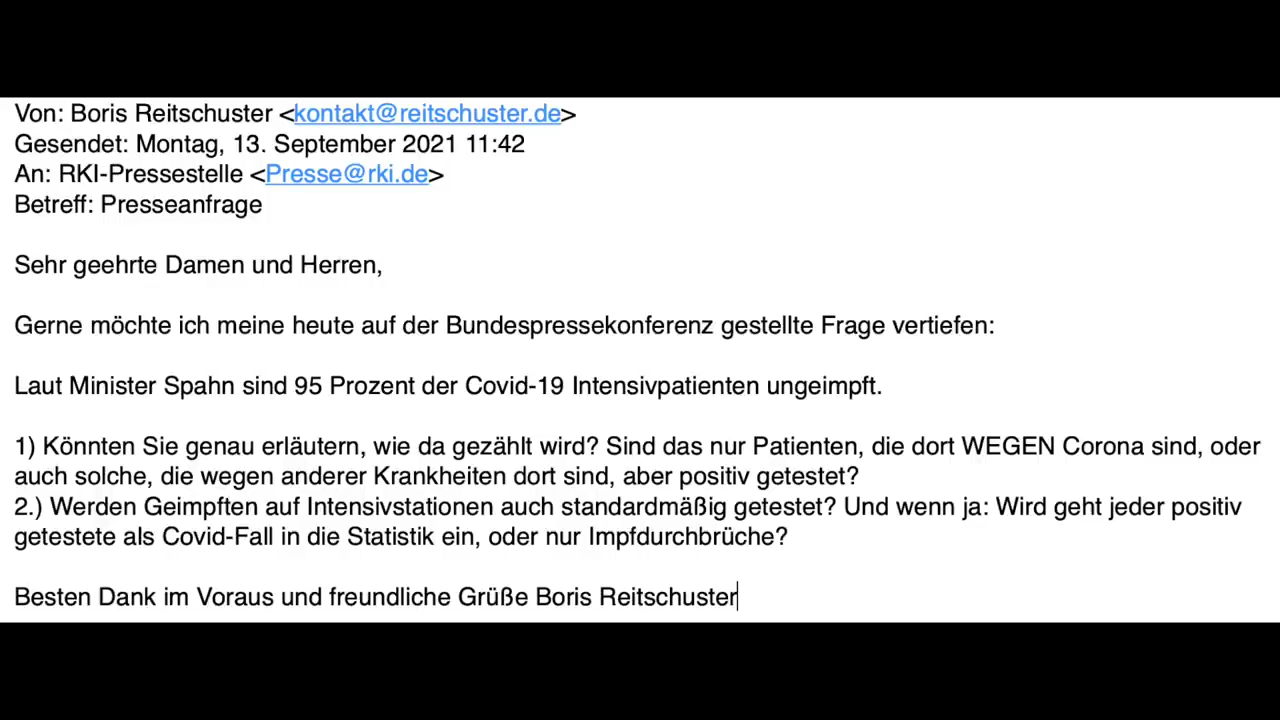 Von: Boris Reitschuster <kontakt@reitschuster.de>
Gesendet: Montag, 13. September 2021 11:42
An: RKI-Pressestelle <Presse@rki.de>
Betreff: Presseanfrage
Sehr geehrte Damen und Herren,
Gerne möchte ich meine heute auf der Bundespressekonferenz gestellte Frage vertiefen:
Laut Minister Spahn sind 95 Prozent der Covid-19 Intensivpatienten ungeimpft.
1) Könnten Sie genau erläutern, wie da gezählt wird? Sind das nur Patienten, die dort WEGEN Corona sind, oder
auch solche, die wegen anderer Krankheiten dort sind, aber positiv getestet?
2.) Werden Geimpften auf Intensivstationen auch standardmäßig getestet? Und wenn ja: Wird geht jeder positiv
getestete als Covid-Fall in die Statistik ein, oder nur Impfdurchbrüche?
Besten Dank im Voraus und freundliche Grüße Boris Reitschuster